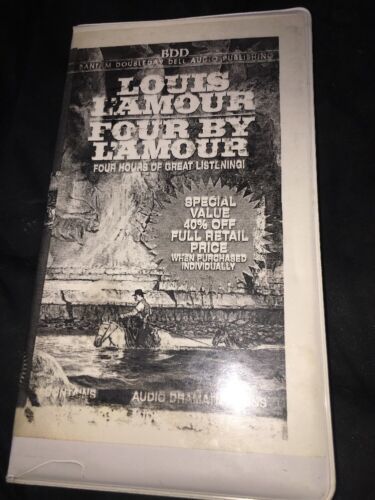 BDD
BANTAM DOUBLEDAY DELL AUDIO PUBLISHING
LOUIS
L'AMOUR
FOUR BY
L'AMOUR
FOUR HOURS OF GREAT LISTENING!
SPECIAL
VALUE
40% OFF
FULL RETAIL
PRICE
WHEN PURCHASED
INDIVIDUALLY
AUDIO DRAMA